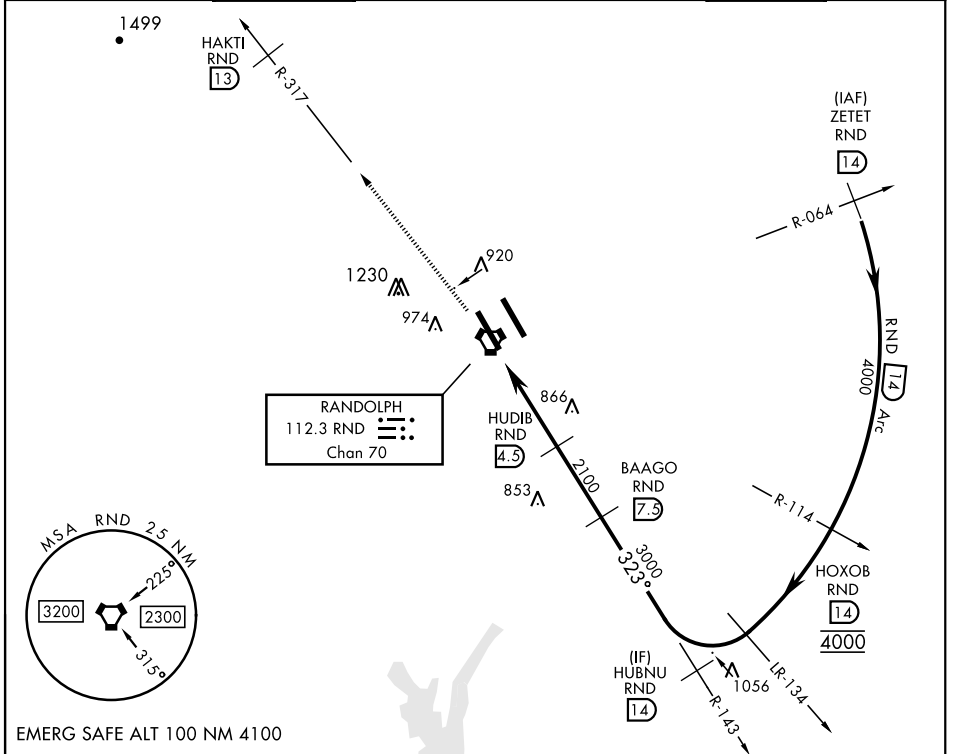 1499
HAKTI
RND
13
R-317
(IAF)
ZETET
RND
14
R-064
920
1230
974
RND
14
Arc
4000
RANDOLPH
112.3 RND
Chan 70
866
HUDIB
RND
4.5
2100
BAAGO
RND
7.5
853
R-114
3000
323°
HOXOB
RND
14
4000
MSA RND 25 NM
225°
3200
2300
315°
(IF)
HUBNU
RND
14
1056
LR-134
R-143
EMERG SAFE ALT 100 NM 4100